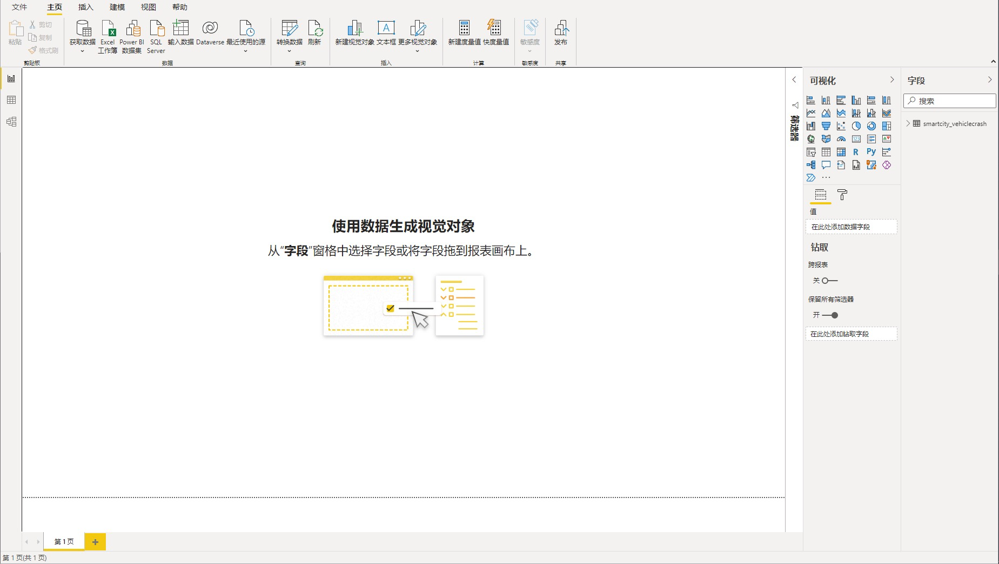 文件 主页 插入 建模 视图 帮助
粘贴 剪切 复制 格式刷
获取数据 Excel 工作簿 Power BI 数据集 SQL Server 输入数据 Dataverse 最近使用的源
转换数据 刷新
新建视觉对象 文本框 更多视觉对象
新建度量值 快度量值
敏感度
发布
剪贴板 数据 查询 插入 计算 敏感度 共享
筛选器
可视化
R Py
123
值
在此处添加数据字段
钻取
跨报表
关
保留所有筛选器
开
在此处添加钻取字段
字段
搜索
smartcity_vehiclecrash
使用数据生成视觉对象
从“字段”窗格中选择字段或将字段拖到报表画布上。
第 1 页
第 1 页(共 1 页)